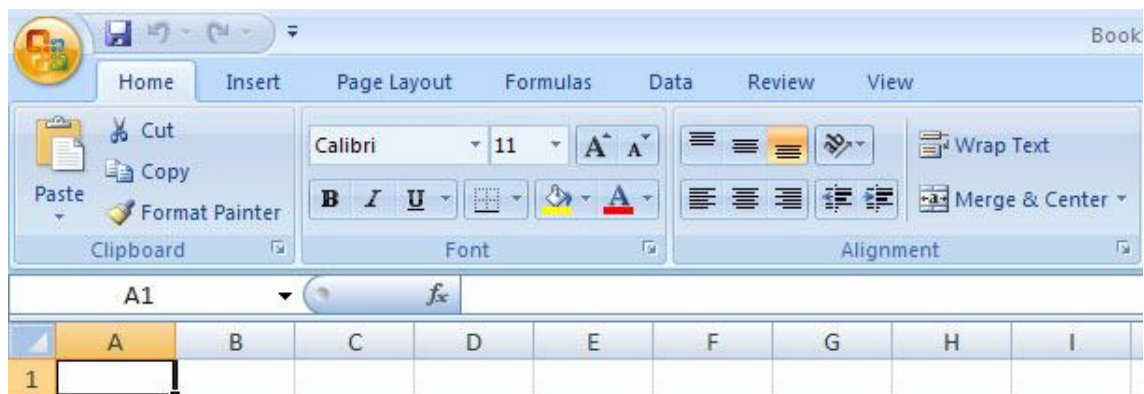 Book
Home Insert Page Layout Formulas Data Review View
Cut
Copy
Paste
Format Painter
Calibri 11 A A
B I U A
ab
Wrap Text
a Merge & Center
Clipboard Font Alignment
A1 fx
A B C D E F G H I
1